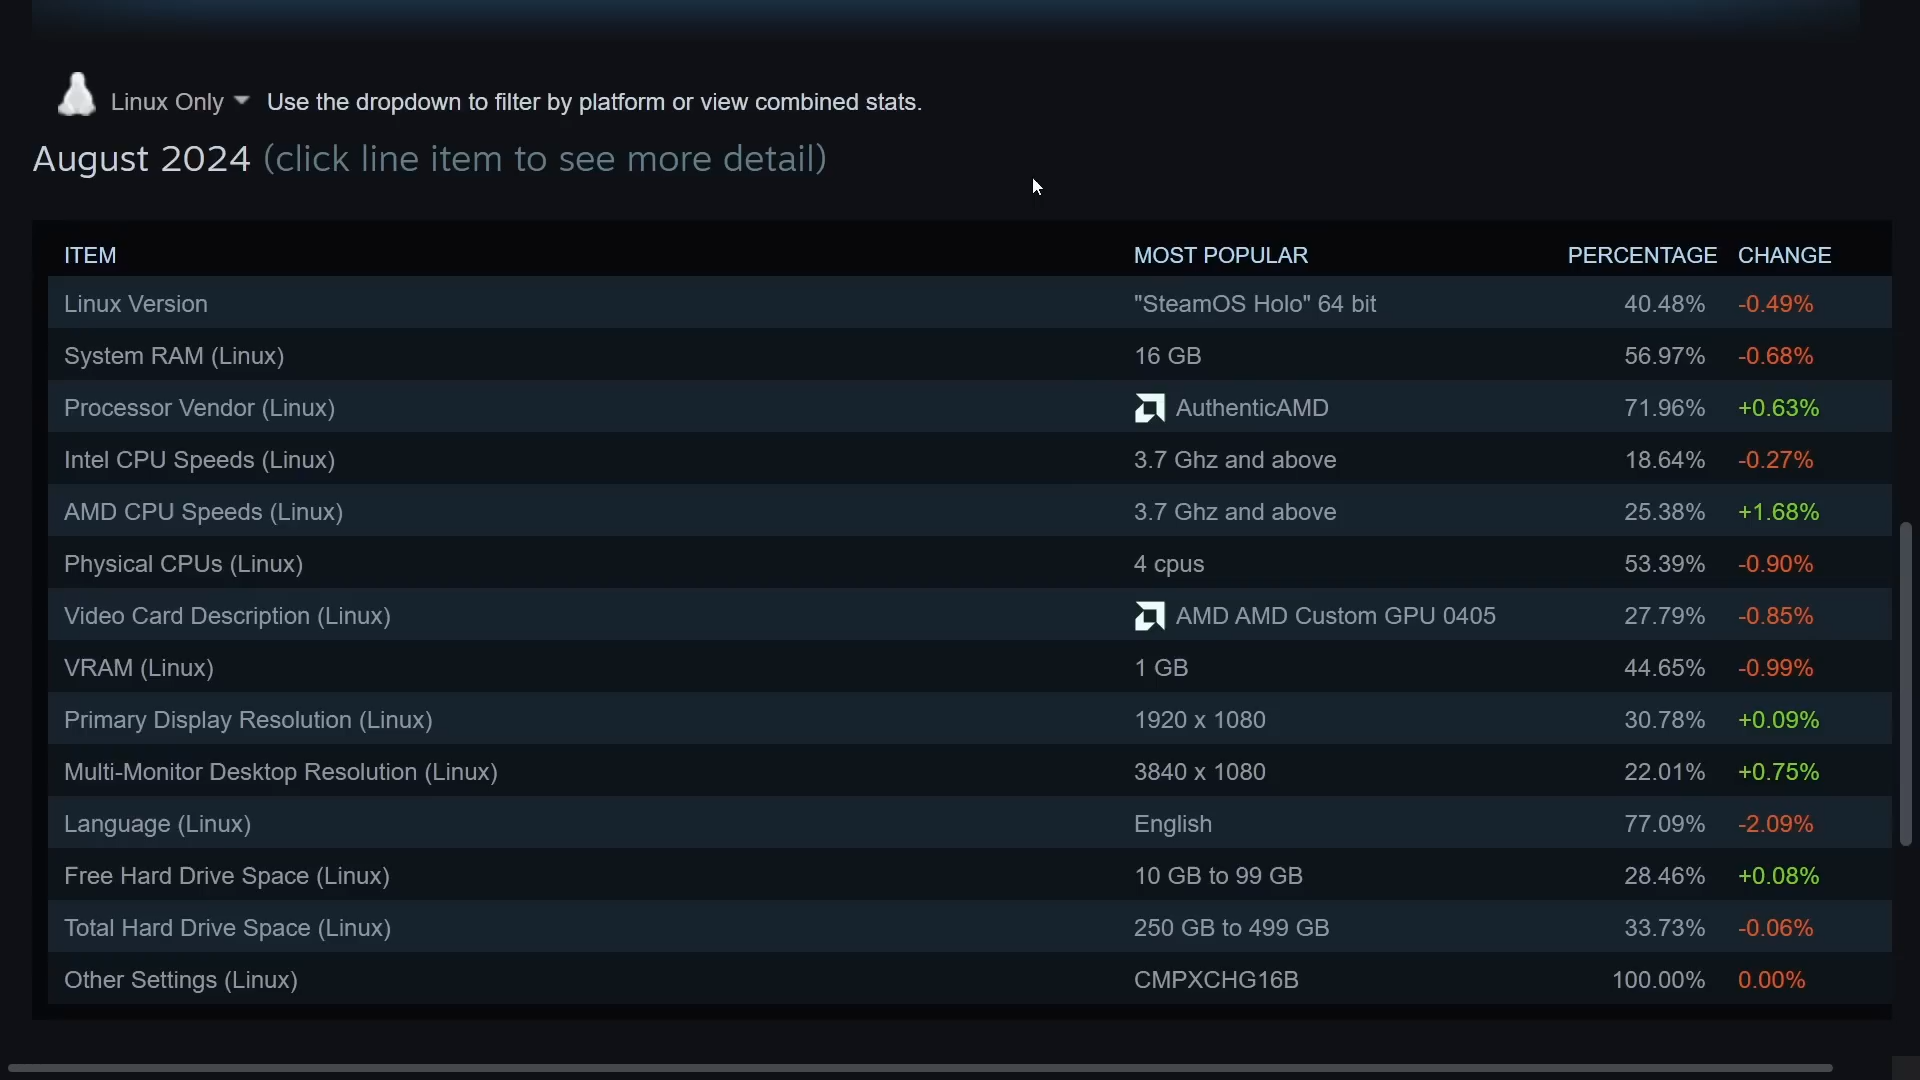 Linux Only Use the dropdown to filter by platform or view combined stats.
August 2024 (click line item to see more detail)
ITEM MOST POPULAR PERCENTAGE CHANGE
Linux Version "SteamOS Holo" 64 bit 40.48% -0.49%
System RAM (Linux) 16 GB 56.97% -0.68%
Processor Vendor (Linux) AuthenticAMD 71.96% +0.63%
Intel CPU Speeds (Linux) 3.7 Ghz and above 18.64% -0.27%
AMD CPU Speeds (Linux) 3.7 Ghz and above 25.38% +1.68%
Physical CPUs (Linux) 4 cpus 53.39% -0.90%
Video Card Description (Linux) AMD AMD Custom GPU 0405 27.79% -0.85%
VRAM (Linux) 1 GB 44.65% -0.99%
Primary Display Resolution (Linux) 1920 x 1080 30.78% +0.09%
Multi-Monitor Desktop Resolution (Linux) 3840 x 1080 22.01% +0.75%
Language (Linux) English 77.09% -2.09%
Free Hard Drive Space (Linux) 10 GB to 99 GB 28.46% +0.08%
Total Hard Drive Space (Linux) 250 GB to 499 GB 33.73% -0.06%
Other Settings (Linux) CMPXCHG16B 100.00% 0.00%